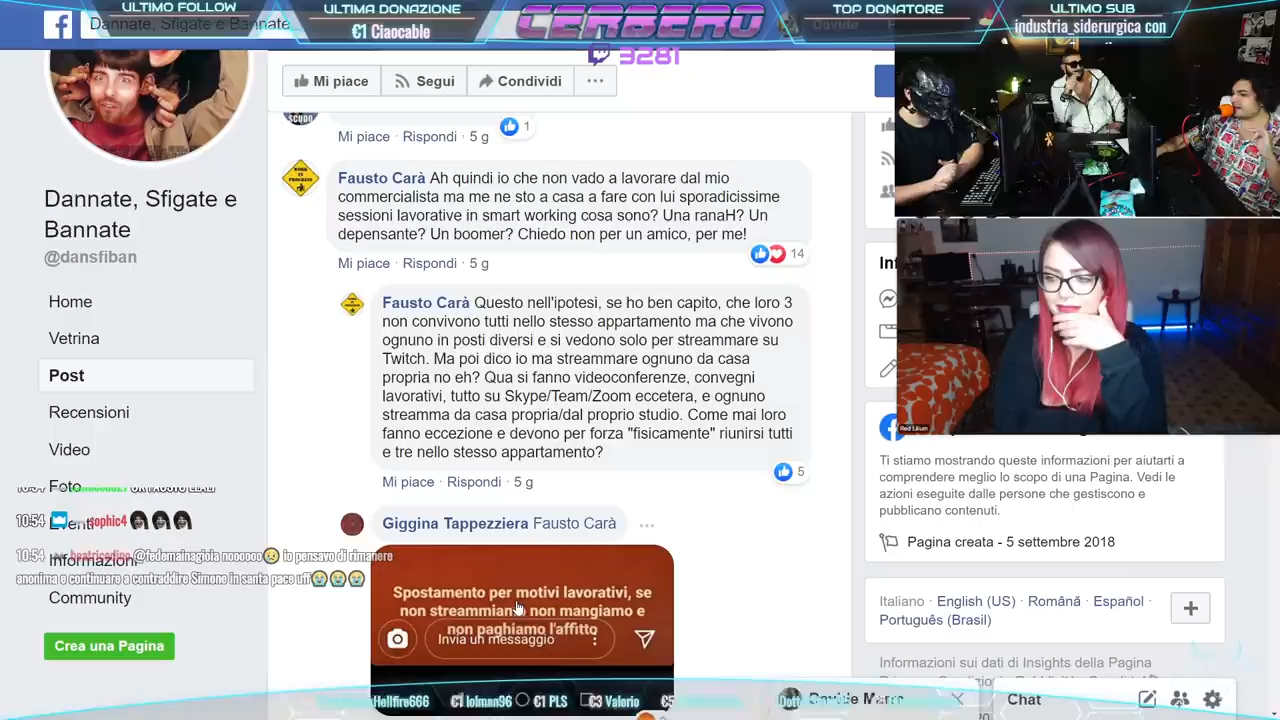 ULTIMO FOLLOW
ULTIMA DONAZIONE
€1 Ciaocable
CERBERO
3281
TOP DONATORE
ULTIMO SUB
industria_siderurgica con
Dannate, Sfigate e Bannate
Davide
Mi piace
Segui
Condividi
SCUDO
Mi piace · Rispondi · 5 g
1
Fausto Carà Ah quindi io che non vado a lavorare dal mio
commercialista ma me ne sto a casa a fare con lui sporadicissime
sessioni lavorative in smart working cosa sono? Una ranaH? Un
depensante? Un boomer? Chiedo non per un amico, per me!
14
Mi piace · Rispondi · 5 g
Fausto Carà Questo nell'ipotesi, se ho ben capito, che loro 3
non convivono tutti nello stesso appartamento ma che vivono
ognuno in posti diversi e si vedono solo per streammare su
Twitch. Ma poi dico io ma streammare ognuno da casa
propria no eh? Qua si fanno videoconferenze, convegni
lavorativi, tutto su Skype/Team/Zoom eccetera, e ognuno
streamma da casa propria/dal proprio studio. Come mai loro
fanno eccezione e devono per forza "fisicamente" riunirsi tutti
e tre nello stesso appartamento?
5
Mi piace · Rispondi · 5 g
Giggina Tappezziera Fausto Carà
Spostamento per motivi lavorativi, se
non streammiamo non mangiamo e
non paghiamo l'affitto
Invia un messaggio
Dannate, Sfigate e
Bannate
@dansfiban
Home
Vetrina
Post
Recensioni
Video
Foto
Eventi
Informazioni
Community
Crea una Pagina
10:54 sophic4
10:54 @fedemainagioia noooooo io pensavo di rimanere
anonima e continuare a contraddire Simone in santa pace uff
Red Lilium
Ti stiamo mostrando queste informazioni per aiutarti a
comprendere meglio lo scopo di una Pagina. Vedi le
azioni eseguite dalle persone che gestiscono e
pubblicano contenuti.
Pagina creata - 5 settembre 2018
Italiano · English (US) · Română · Español ·
Português (Brasil)
Informazioni sui dati di Insights della Pagina
Chat
Hellfire666
€1 lolmnn96
€1 PLS
€3 Valerio